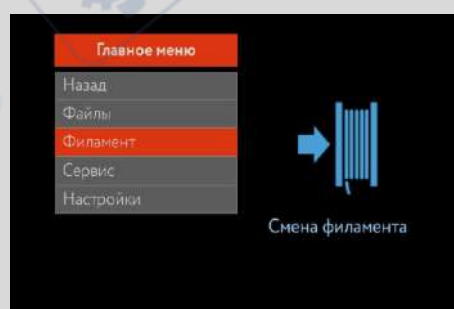 Главное меню
Назад
Файлы
Филамент
Сервис
Настройки
Смена филамента